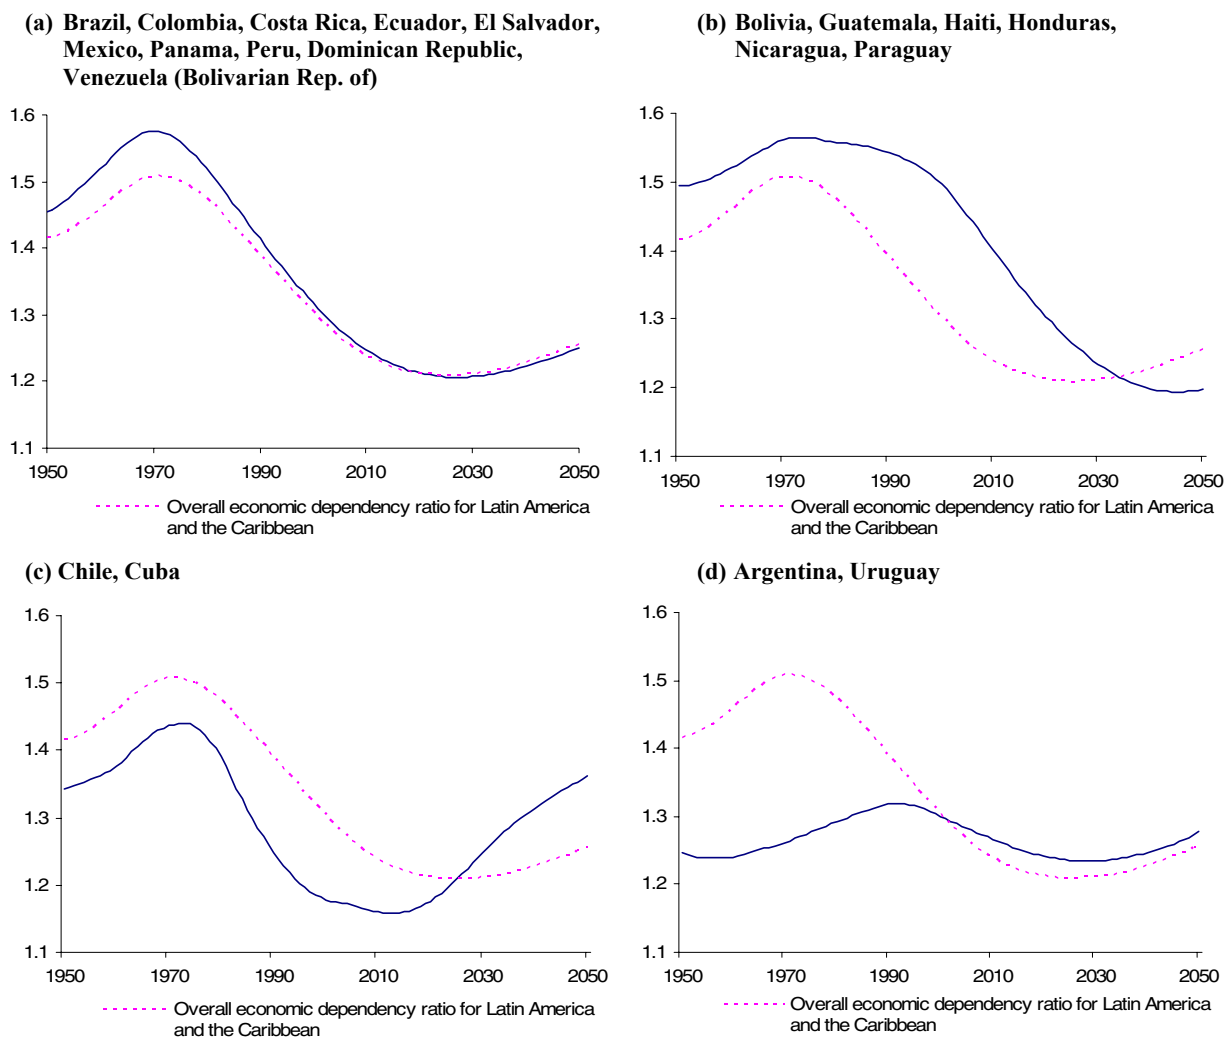 (a) Brazil, Colombia, Costa Rica, Ecuador, El Salvador,
Mexico, Panama, Peru, Dominican Republic,
Venezuela (Bolivarian Rep. of)
1.6
1.5
1.4
1.3
1.2
1.1
1950 1970 1990 2010 2030 2050
Overall economic dependency ratio for Latin America
and the Caribbean
(b) Bolivia, Guatemala, Haiti, Honduras,
Nicaragua, Paraguay
1.6
1.5
1.4
1.3
1.2
1.1
1950 1970 1990 2010 2030 2050
Overall economic dependency ratio for Latin America
and the Caribbean
(c) Chile, Cuba
1.6
1.5
1.4
1.3
1.2
1.1
1950 1970 1990 2010 2030 2050
Overall economic dependency ratio for Latin America
and the Caribbean
(d) Argentina, Uruguay
1.6
1.5
1.4
1.3
1.2
1.1
1950 1970 1990 2010 2030 2050
Overall economic dependency ratio for Latin America
and the Caribbean